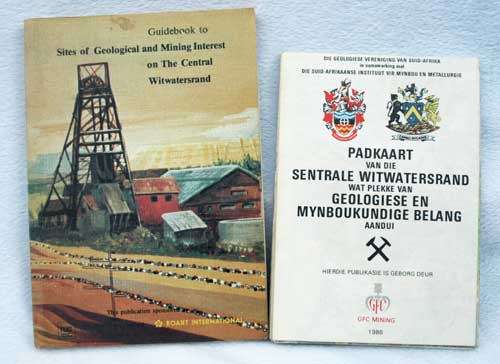 Guidebook to
Sites of Geological and Mining Interest
on The Central
Witwatersrand
This publication sponsored
BOART INTERNATIONAL
DIE GEOLOGIESE VERENIGING VAN SUID-AFRIKA
in samewerking met
DIE SUID-AFRIKAANSE INSTITUUT VIR MYNBOU EN METALLURGIE
PADKAART
VAN DIE
SENTRALE WITWATERSRAND
WAT PLEKKE VAN
GEOLOGIESE EN
MYNBOUKUNDIGE BELANG
AANDUI
HIERDIE PUBLIKASIE IS GEBORG DEUR
GFC
GFC MINING
1986